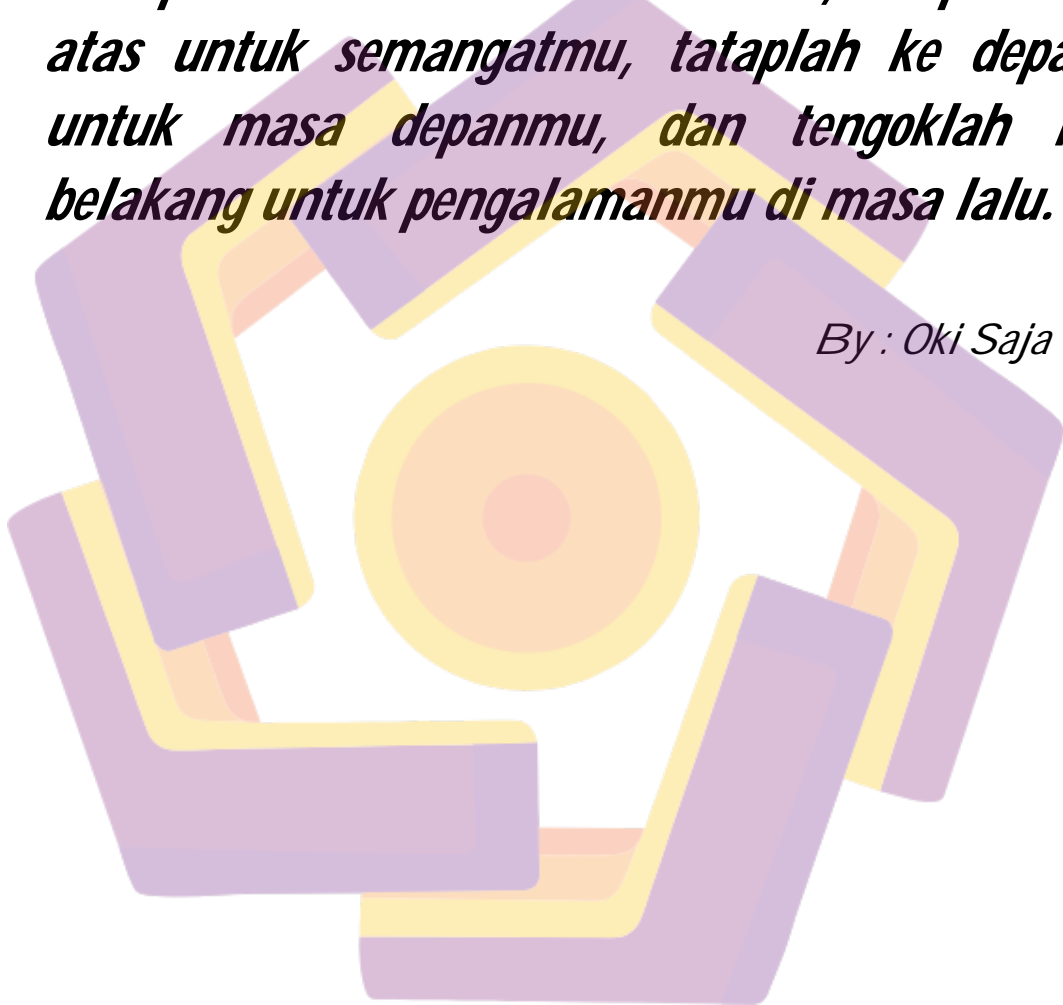 atas untuk semangatmu, tataplah ke
untuk masa depanmu, dan tengoklah
belakang untuk pengalamanmu di masa lalu.
By : Oki Saja